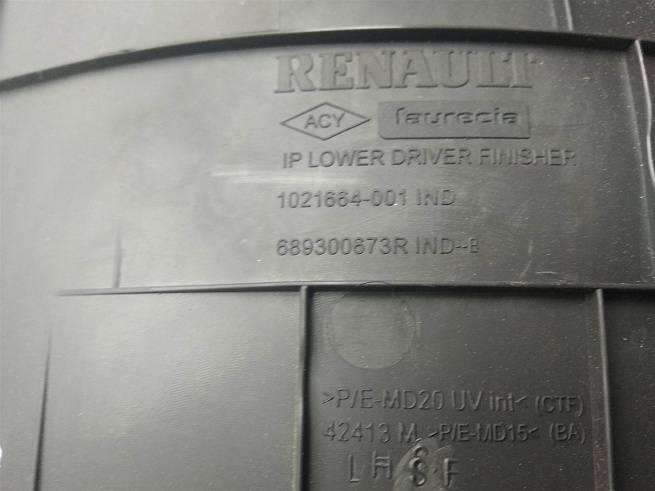 RENAULT
ACY faurecia
IP LOWER DRIVER FINISHER
1021664-001 IND
689300673R IND--B
>P/E-MD20 UV int< (CTF)
42413 M >P/E-MD15< (BA)
L H F